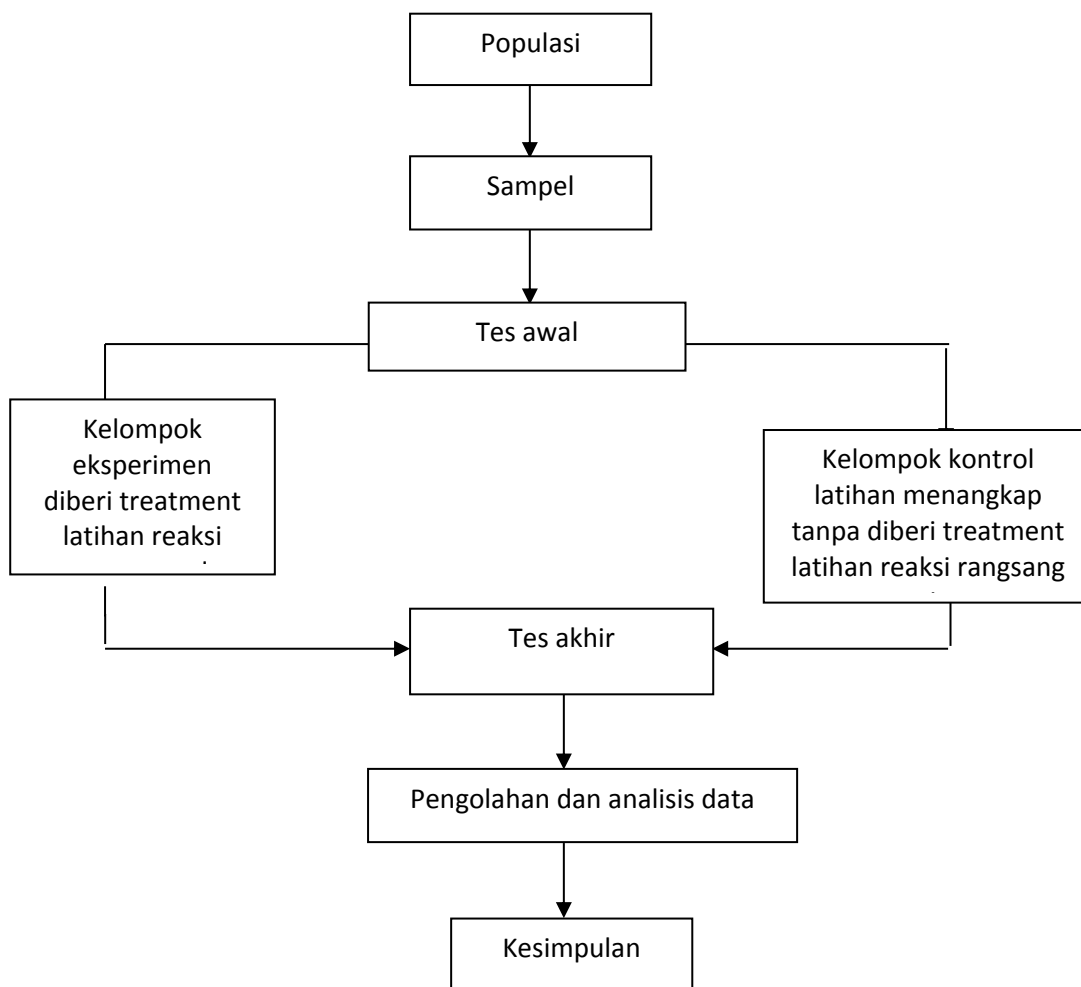 Populasi
Sampel
Tes awal
Kelompok
eksperimen
diberi treatment
latihan reaksi
Kelompok kontrol
latihan menangkap
tanpa diberi treatment
latihan reaksi rangsang
Tes akhir
Pengolahan dan analisis data
Kesimpulan